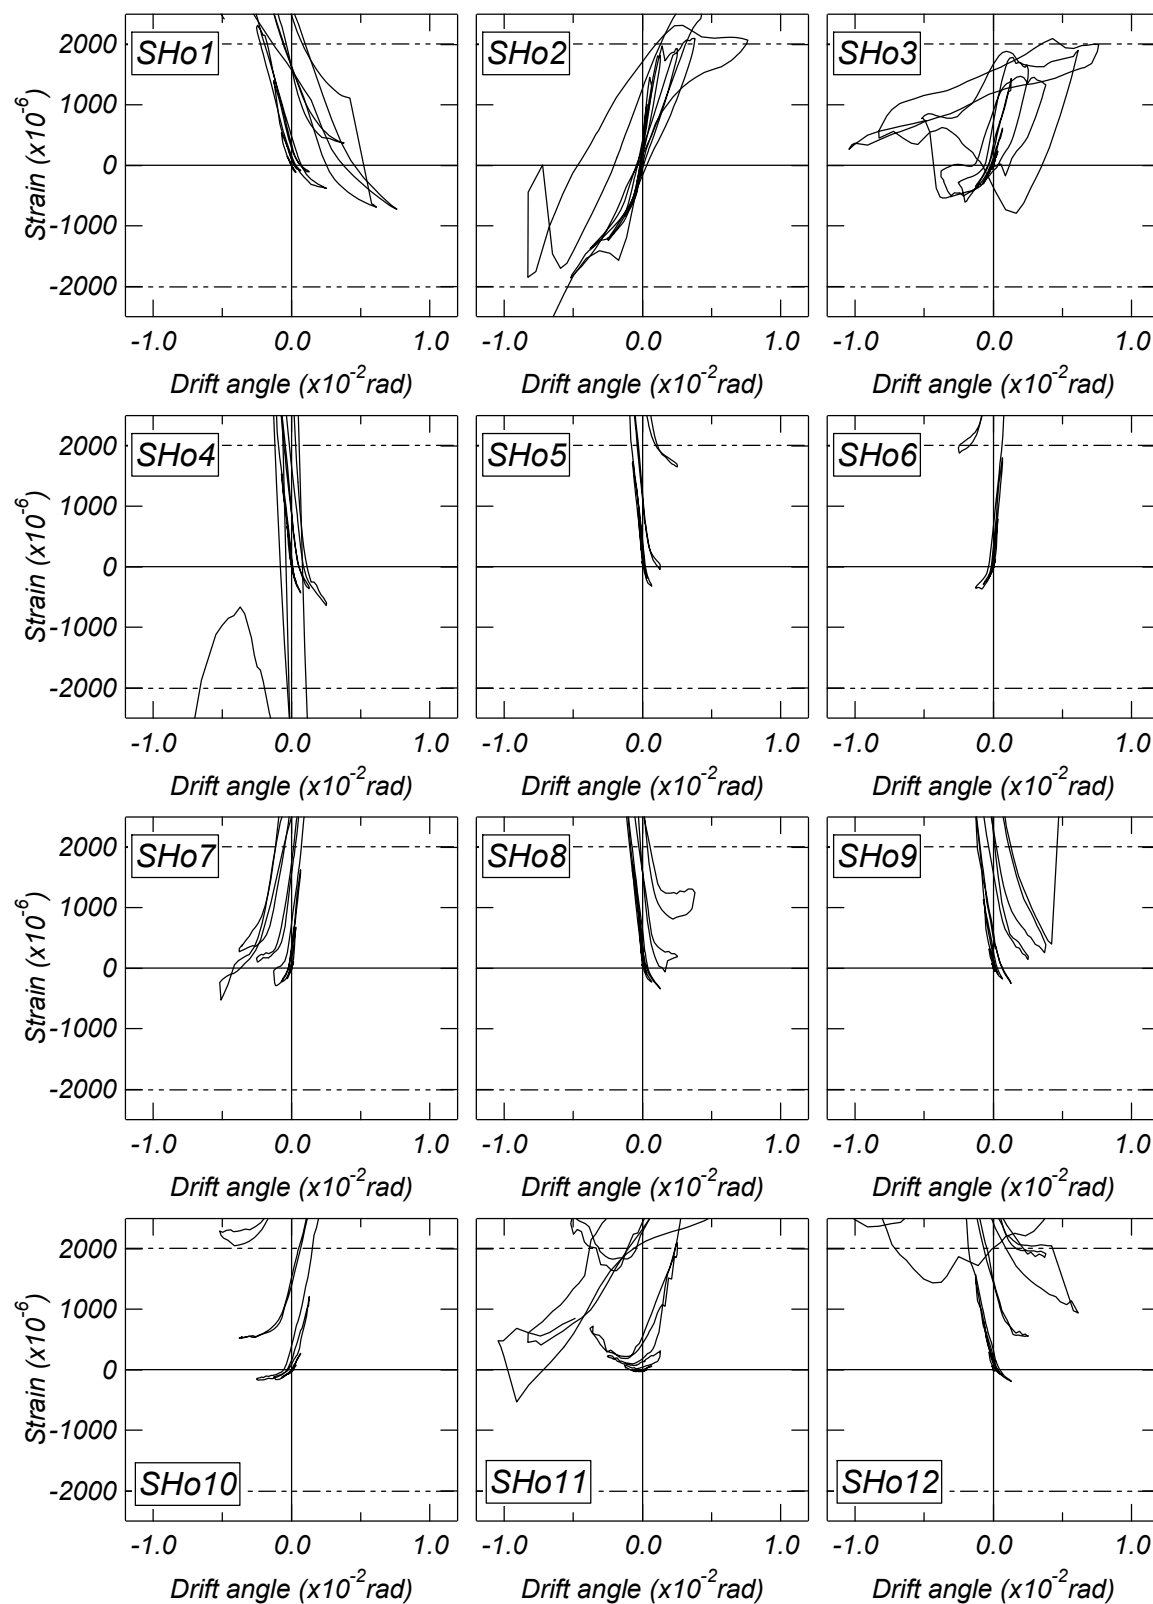 2000
SHo1
SHo2
SHo3
1000
0
-1000
-2000
Strain (x10-6)
-1.0 0.0 1.0 -1.0 0.0 1.0 -1.0 0.0 1.0
Drift angle (x10-2rad) Drift angle (x10-2rad) Drift angle (x10-2rad)
2000
SHo4
SHo5
SHo6
1000
0
-1000
-2000
Strain (x10-6)
-1.0 0.0 1.0 -1.0 0.0 1.0 -1.0 0.0 1.0
Drift angle (x10-2rad) Drift angle (x10-2rad) Drift angle (x10-2rad)
2000
SHo7
SHo8
SHo9
1000
0
-1000
-2000
Strain (x10-6)
-1.0 0.0 1.0 -1.0 0.0 1.0 -1.0 0.0 1.0
Drift angle (x10-2rad) Drift angle (x10-2rad) Drift angle (x10-2rad)
2000
1000
0
-1000
-2000
SHo10
SHo11
SHo12
Strain (x10-6)
-1.0 0.0 1.0 -1.0 0.0 1.0 -1.0 0.0 1.0
Drift angle (x10-2rad) Drift angle (x10-2rad) Drift angle (x10-2rad)